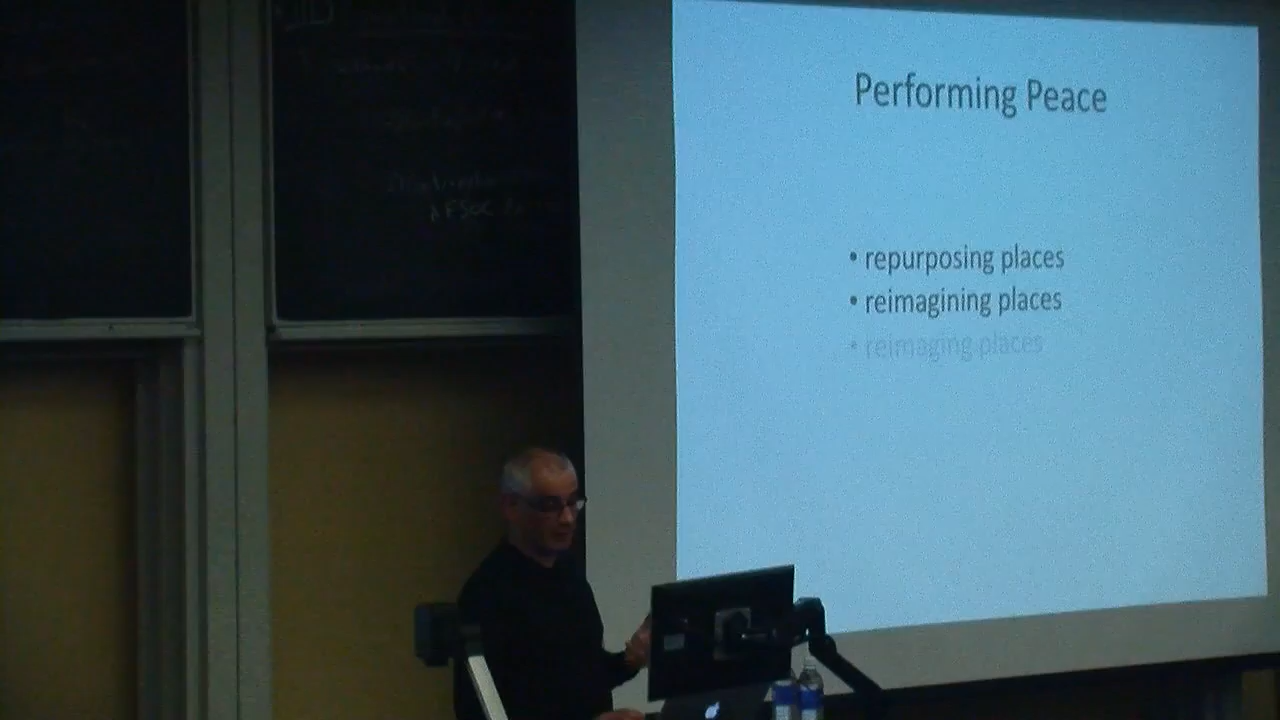 Performing Peace
• repurposing places
• reimagining places
• reimaging places